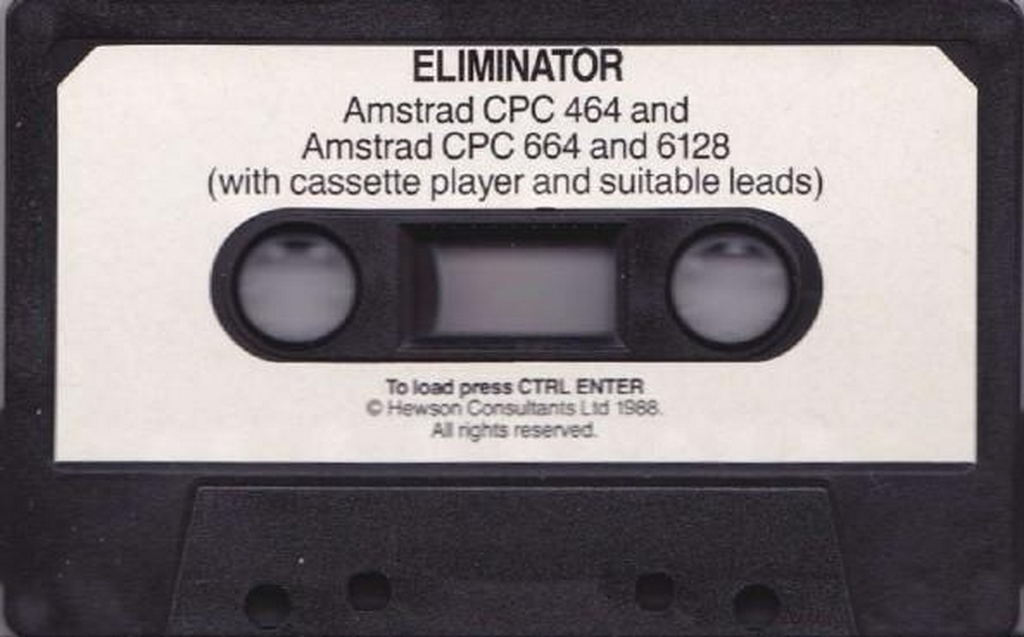 ELIMINATOR
Amstrad CPC 464 and
Amstrad CPC 664 and 6128
(with cassette player and suitable leads)
To load press CTRL ENTER
© Hewson Consultants Ltd 1988.
All rights reserved.